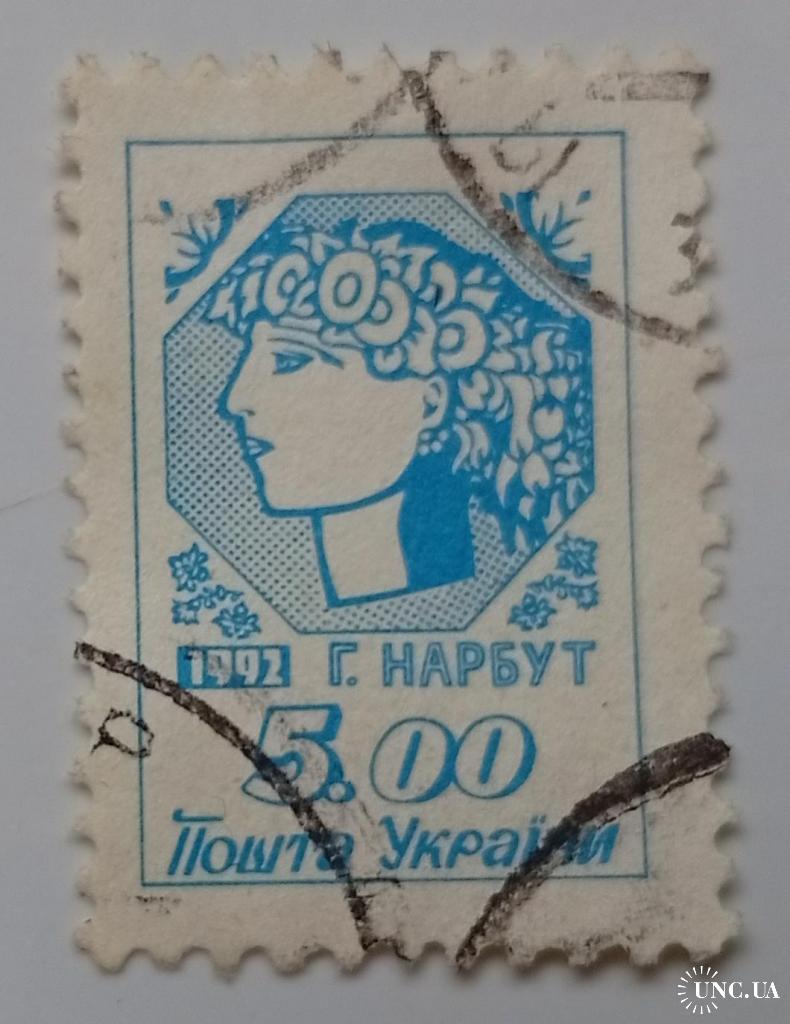 1992 Г. НАРБУТ
5.00
Пошта України
UNC.UA